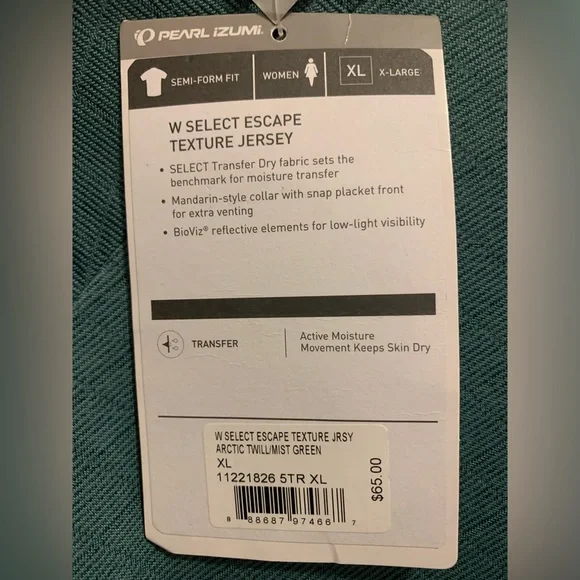 PEARL iZUMi
SEMI-FORM FIT
WOMEN
XL
X-LARGE
W SELECT ESCAPE
TEXTURE JERSEY
• SELECT Transfer Dry fabric sets the
benchmark for moisture transfer
• Mandarin-style collar with snap placket front
for extra venting
• BioViz® reflective elements for low-light visibility
TRANSFER
Active Moisture
Movement Keeps Skin Dry
W SELECT ESCAPE TEXTURE JRSY
ARCTIC TWILL/MIST GREEN
XL
11221826 5TR XL
$65.00
8 88687 97466 7